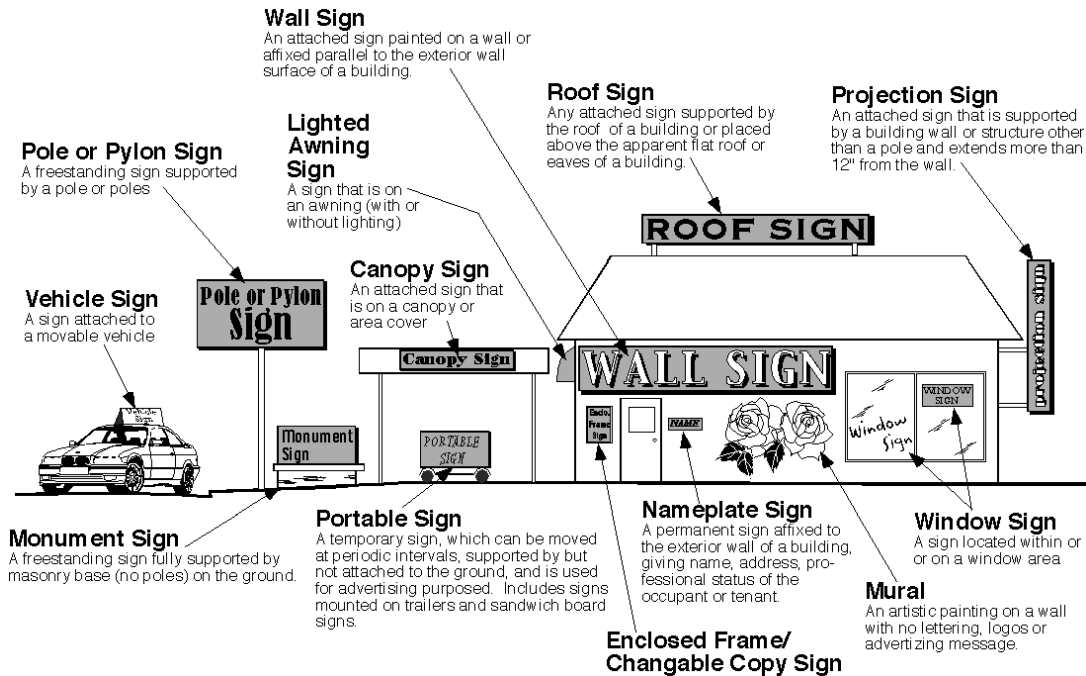 Wall Sign
An attached sign painted on a wall or
affixed parallel to the exterior wall
surface of a building.
Roof Sign
Any attached sign supported by
the roof of a building or placed
above the apparent flat roof or
eaves of a building.
Projection Sign
An attached sign that is supported
by a building wall or structure other
than a pole and extends more than
12" from the wall.
Lighted
Awning
Sign
A sign that is on
an awning (with or
without lighting)
Pole or Pylon Sign
A freestanding sign supported
by a pole or poles
Canopy Sign
An attached sign that
is on a canopy or
area cover
Vehicle Sign
A sign attached to
a movable vehicle
ROOF SIGN
Pole or Pylon
Sign
projection sign
Canopy Sign
WALL SIGN
Vehicle
Sign
Monument
Sign
PORTABLE
SIGN
Enclo.
Frame
Sign
NAME
Window
Sign
WINDOW
SIGN
Monument Sign
A freestanding sign fully supported by
masonry base (no poles) on the ground.
Portable Sign
A temporary sign, which can be moved
at periodic intervals, supported by but
not attached to the ground, and is used
for advertising purposed. Includes signs
mounted on trailers and sandwich board
signs.
Nameplate Sign
A permanent sign affixed to
the exterior wall of a building,
giving name, address, pro-
fessional status of the
occupant or tenant.
Window Sign
A sign located within or
or on a window area
Mural
An artistic painting on a wall
with no lettering, logos or
advertizing message.
Enclosed Frame/
Changable Copy Sign